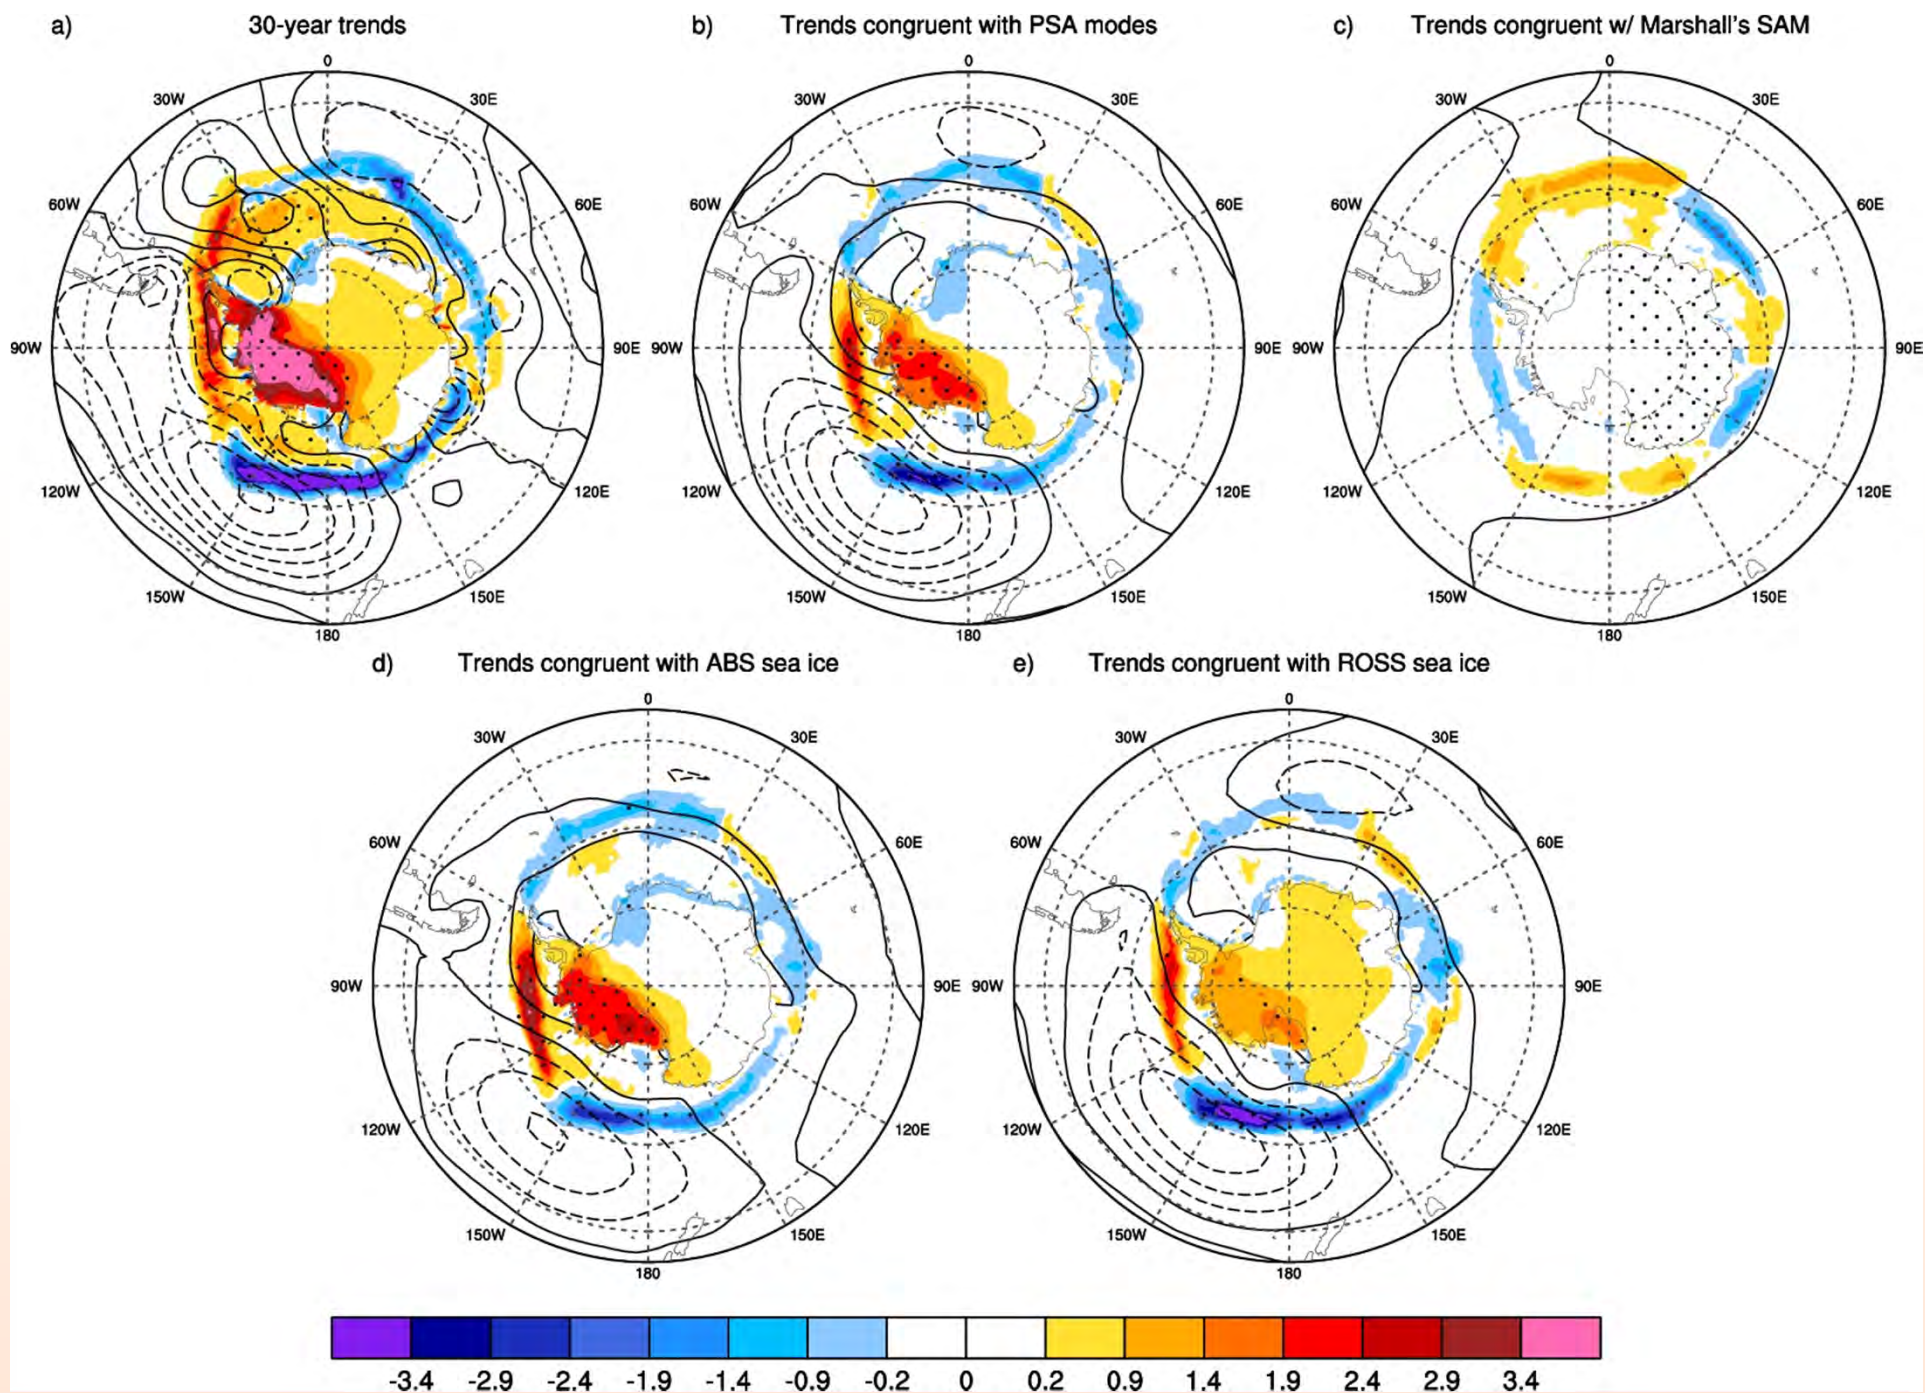 a) 30-year trends
b) Trends congruent with PSA modes
c) Trends congruent w/ Marshall's SAM
0
30W 30E
60W 60E
90W 90E
120W 120E
150W 150E
180
0
30W 30E
60W 60E
90W 90E
120W 120E
150W 150E
180
0
30W 30E
60W 60E
90W 90E
120W 120E
150W 150E
180
d) Trends congruent with ABS sea ice
e) Trends congruent with ROSS sea ice
0
30W 30E
60W 60E
90W 90E
120W 120E
150W 150E
180
0
30W 30E
60W 60E
90W 90E
120W 120E
150W 150E
180
-3.4 -2.9 -2.4 -1.9 -1.4 -0.9 -0.2 0 0.2 0.9 1.4 1.9 2.4 2.9 3.4